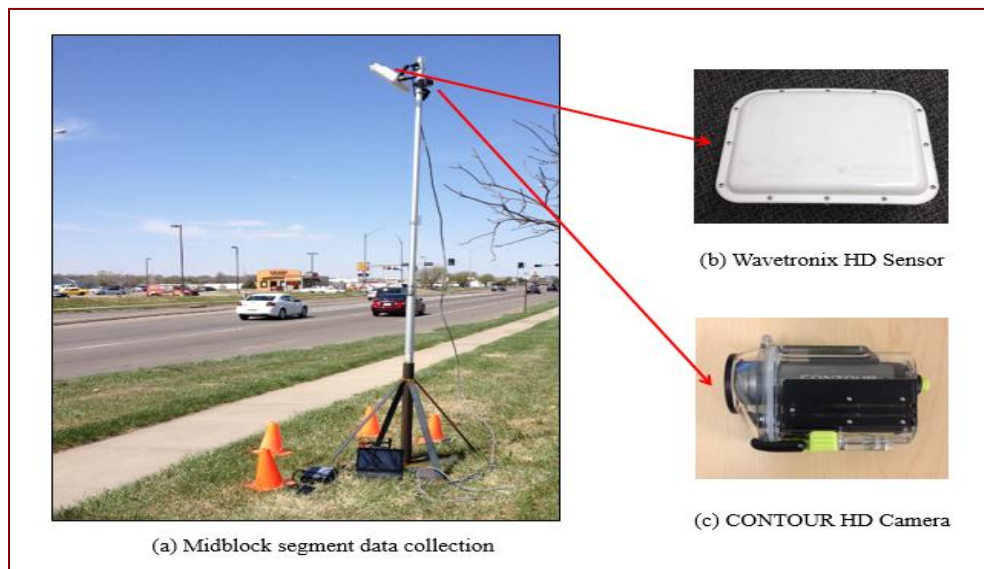 (b) Wavetronix HD Sensor
CONTOUR
(c) CONTOUR HD Camera
(a) Midblock segment data collection